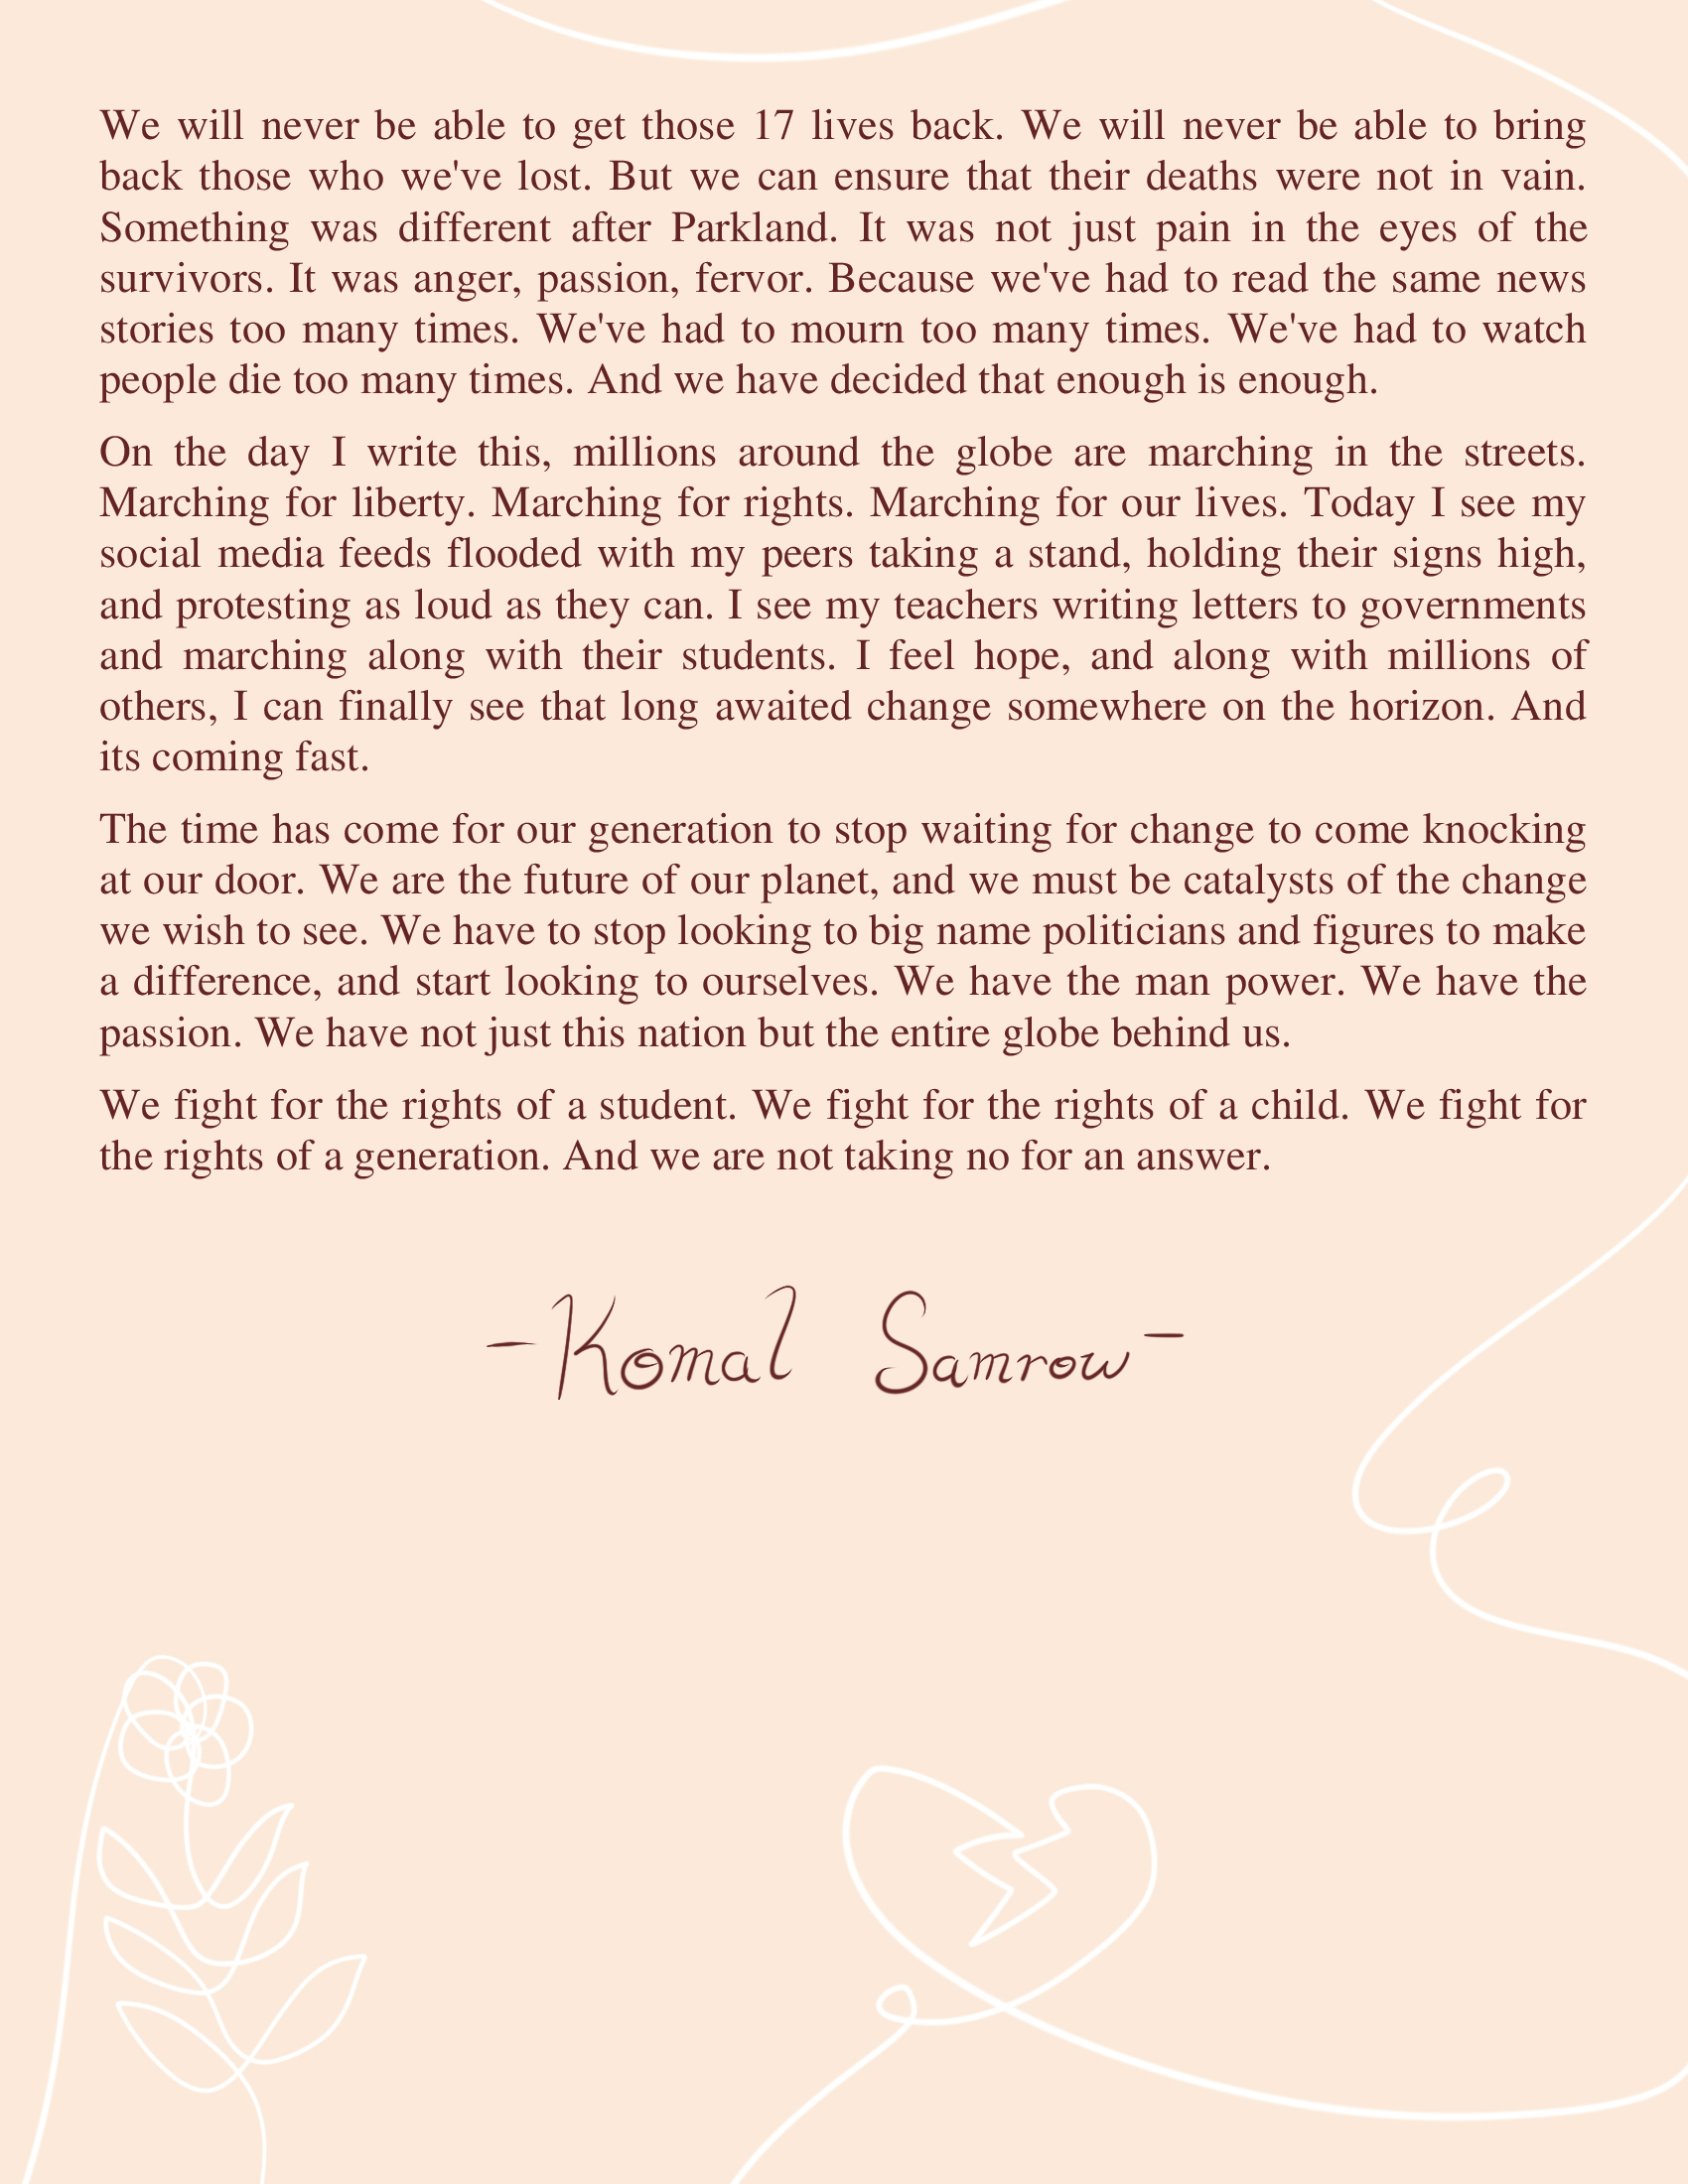 We will never be able to get those 17 lives back. We will never be able to bring
back those who we've lost. But we can ensure that their deaths were not in vain.
Something was different after Parkland. It was not just pain in the eyes of the
survivors. It was anger, passion, fervor. Because we've had to read the same news
stories too many times. We've had to mourn too many times. We've had to watch
people die too many times. And we have decided that enough is enough.
On the day I write this, millions around the globe are marching in the streets.
Marching for liberty. Marching for rights. Marching for our lives. Today I see my
social media feeds flooded with my peers taking a stand, holding their signs high,
and protesting as loud as they can. I see my teachers writing letters to governments
and marching along with their students. I feel hope, and along with millions of
others, I can finally see that long awaited change somewhere on the horizon. And
its coming fast.
The time has come for our generation to stop waiting for change to come knocking
at our door. We are the future of our planet, and we must be catalysts of the change
we wish to see. We have to stop looking to big name politicians and figures to make
a difference, and start looking to ourselves. We have the man power. We have the
passion. We have not just this nation but the entire globe behind us.
We fight for the rights of a student. We fight for the rights of a child. We fight for
the rights of a generation. And we are not taking no for an answer.
-Komal Samrow-